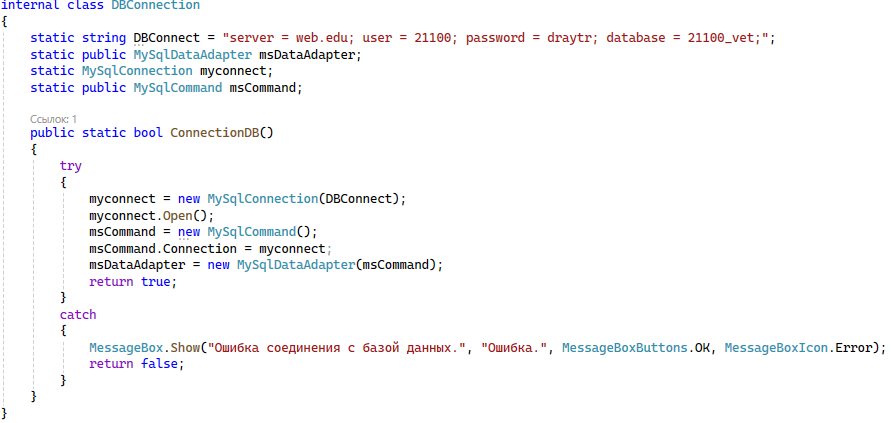 internal class DBConnection
{
static string DBConnect = "server = web.edu; user = 21100; password = draytr; database = 21100_vet;";
static public MySqlDataAdapter msDataAdapter;
static MySqlConnection myconnect;
static public MySqlCommand msCommand;
Ссылок: 1
public static bool ConnectionDB()
{
try
{
myconnect = new MySqlConnection(DBConnect);
myconnect.Open();
msCommand = new MySqlCommand();
msCommand.Connection = myconnect;
msDataAdapter = new MySqlDataAdapter(msCommand);
return true;
}
catch
{
MessageBox.Show("Ошибка соединения с базой данных.", "Ошибка.", MessageBoxButtons.OK, MessageBoxIcon.Error);
return false;
}
}
}